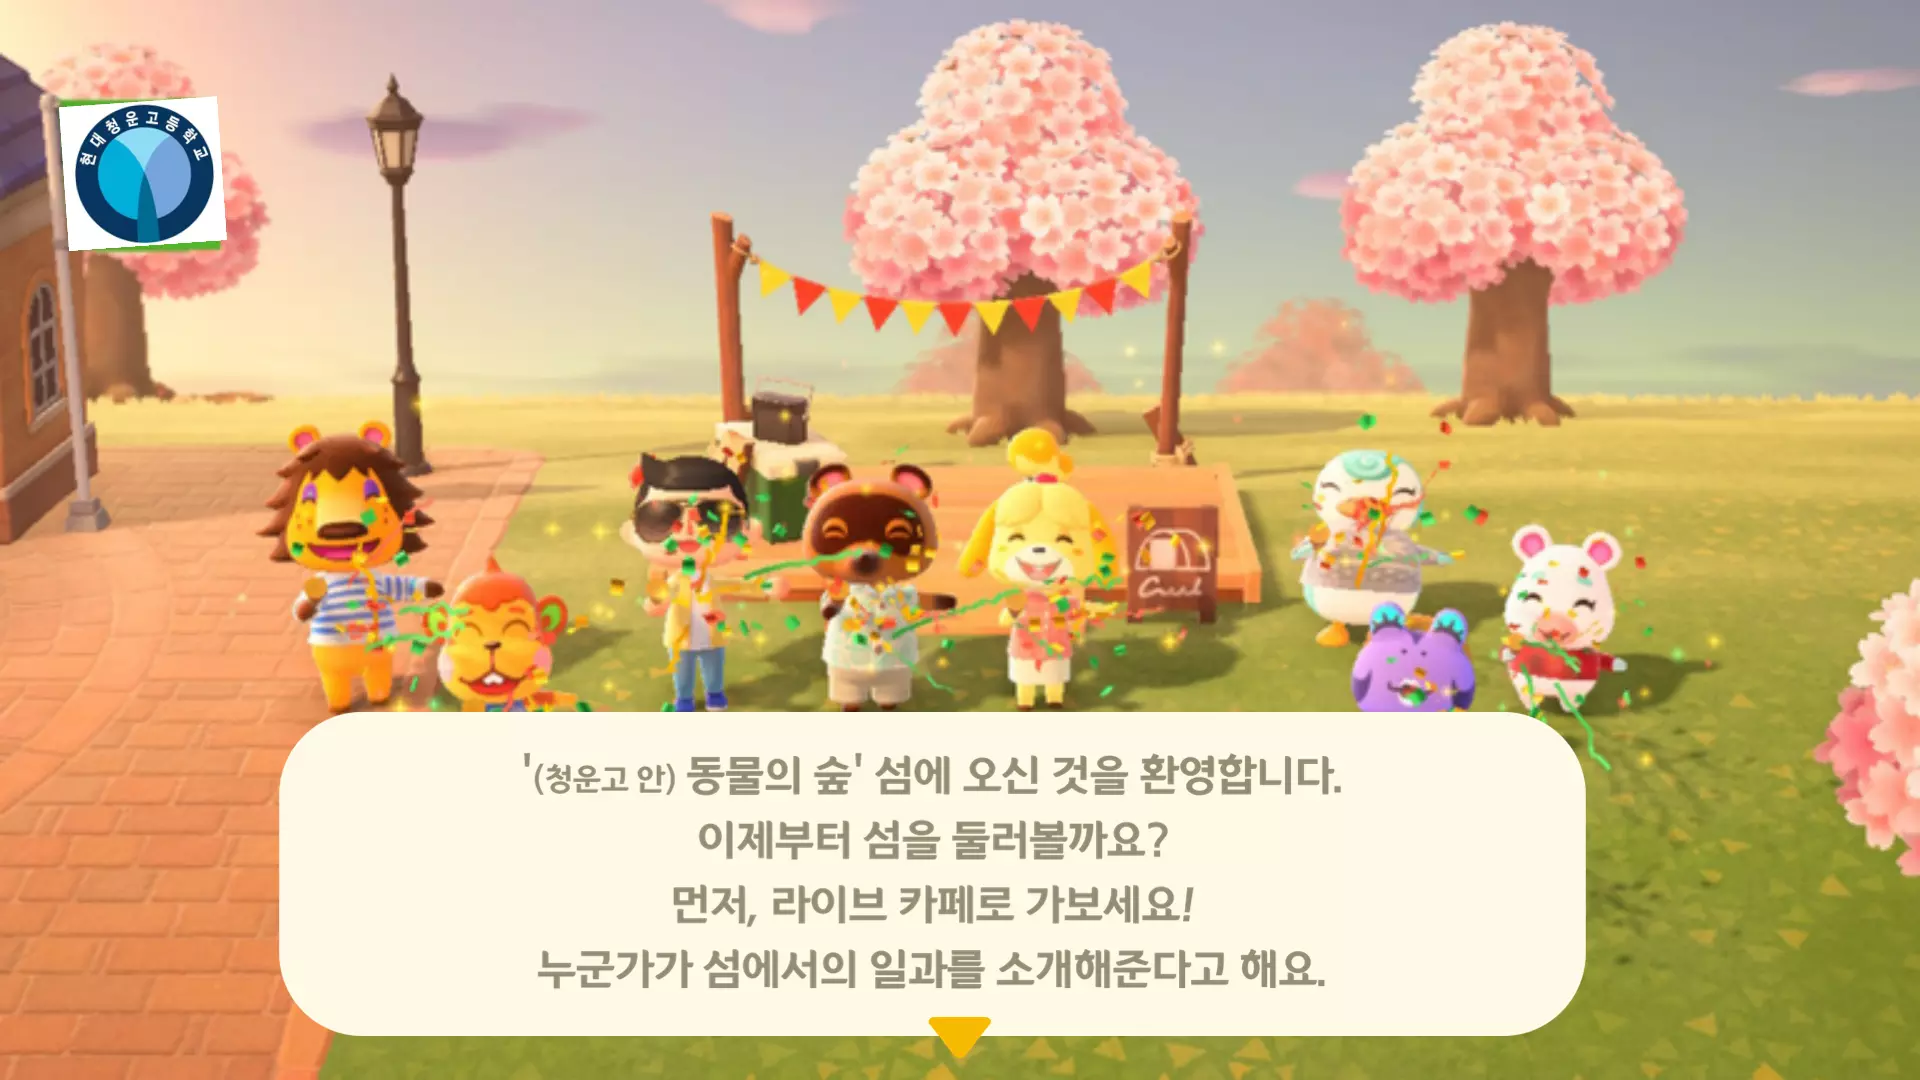 현대청운고등학교
'(청운고 안) 동물의 숲' 섬에 오신 것을 환영합니다.
이제부터 섬을 둘러볼까요?
먼저, 라이브 카페로 가보세요!
누군가가 섬에서의 일과를 소개해준다고 해요.